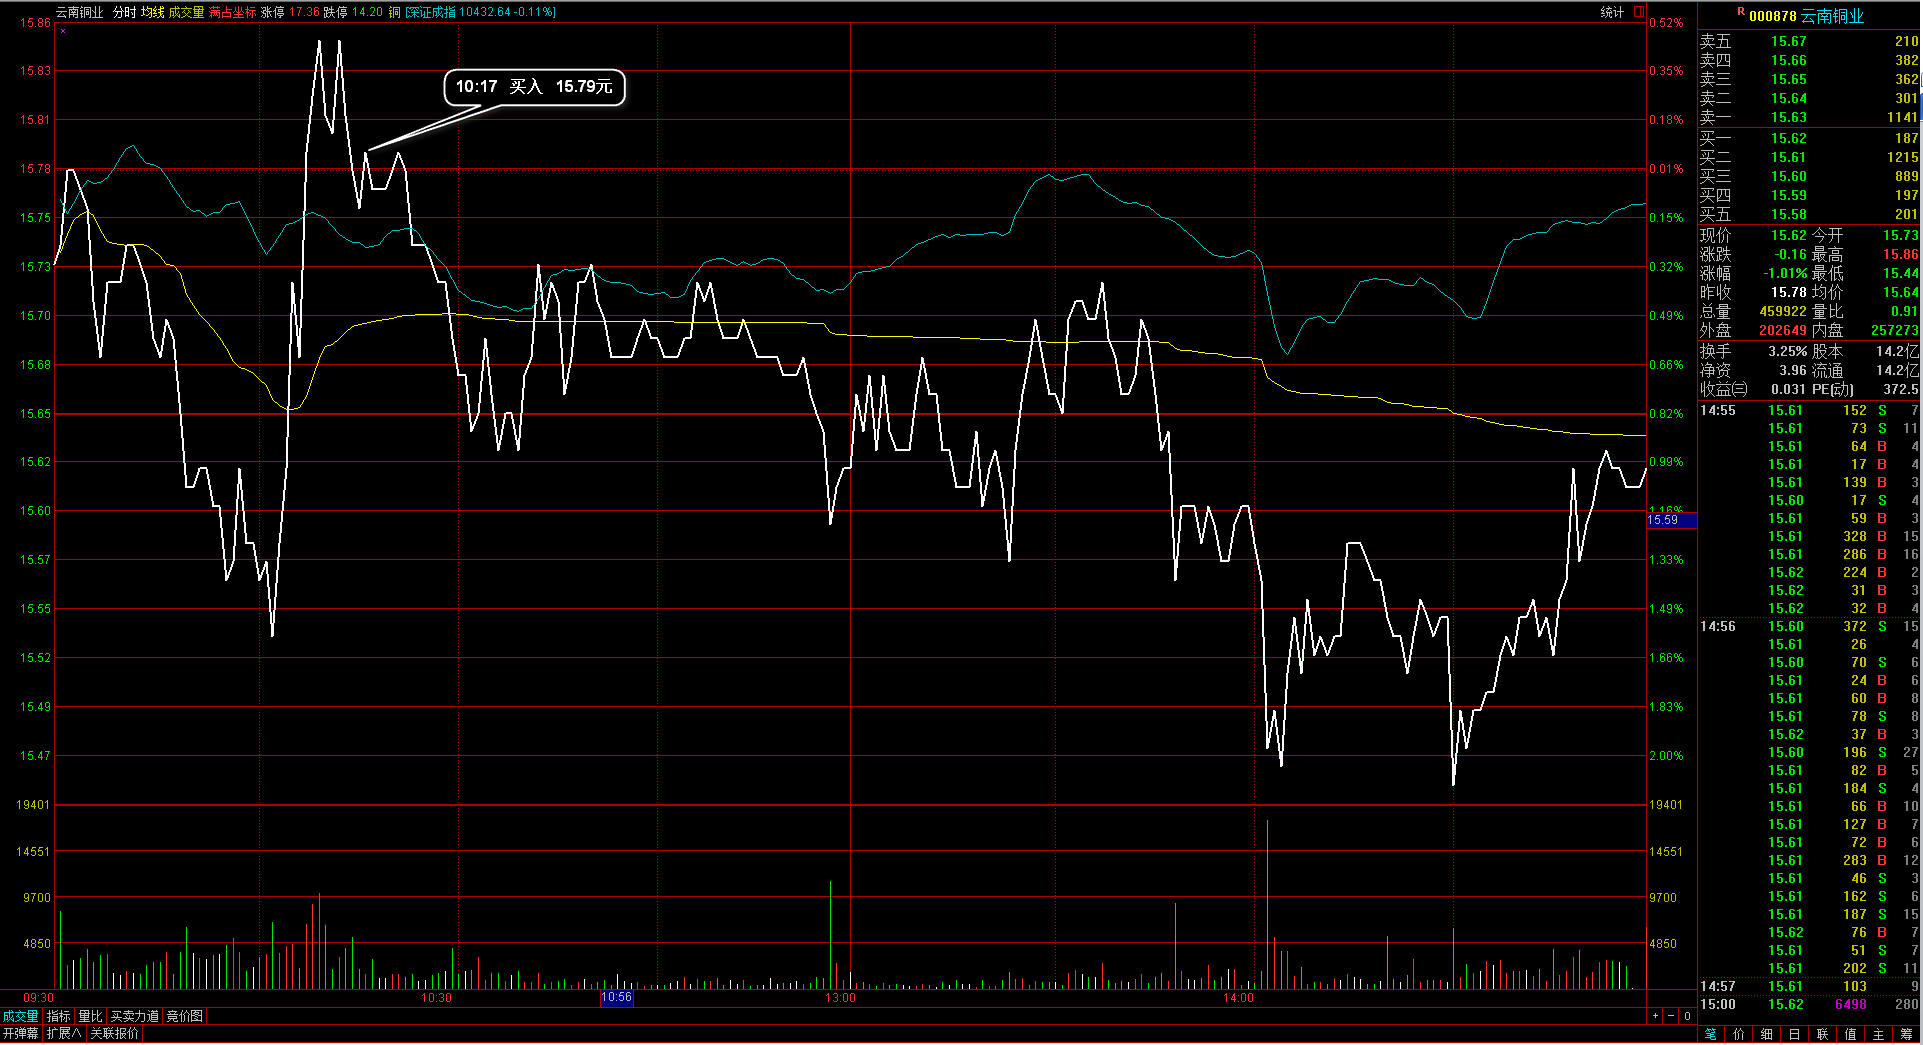 云南铜业 分时 均线 成交量 满占坐标 涨停 17.36 跌停 14.20 铜 [深证成指 10432.64 -0.11%]
统计
15.86
15.83
15.81
15.78
15.75
15.73
15.70
15.68
15.65
15.62
15.60
15.57
15.55
15.52
15.49
15.47
19401
14551
9700
4850
10:17 买入 15.79元
0.52%
0.35%
0.18%
0.01%
0.15%
0.32%
0.49%
0.66%
0.82%
0.99%
1.16%
15.59
1.33%
1.49%
1.66%
1.83%
2.00%
19401
14551
9700
4850
09:30 10:30 10:56 13:00 14:00
成交量 指标 量比 买卖力道 竞价图
+ - 0
开弹幕 扩展∧ 关联报价
R 000878 云南铜业
卖五 15.67 210
卖四 15.66 382
卖三 15.65 362
卖二 15.64 301
卖一 15.63 1141
买一 15.62 187
买二 15.61 1215
买三 15.60 889
买四 15.59 197
买五 15.58 201
现价 15.62 今开 15.73
涨跌 -0.16 最高 15.86
涨幅 -1.01% 最低 15.44
昨收 15.78 均价 15.64
总量 459922 量比 0.91
外盘 202649 内盘 257273
换手 3.25% 股本 14.2亿
净资 3.96 流通 14.2亿
收益㈢ 0.031 PE(动) 372.5
14:55 15.61 152 S 7
15.61 73 S 11
15.61 64 B 4
15.61 17 B 4
15.61 139 B 3
15.60 17 S 4
15.61 59 B 3
15.61 328 B 15
15.61 286 B 16
15.62 224 B 2
15.62 31 B 3
15.62 32 B 4
14:56 15.60 372 S 15
15.61 26 4
15.60 70 S 6
15.61 24 B 6
15.61 60 B 8
15.61 78 S 8
15.62 37 B 3
15.60 196 S 27
15.61 82 B 5
15.61 184 S 4
15.61 66 B 10
15.61 127 B 7
15.61 72 B 6
15.61 283 B 12
15.61 46 S 3
15.61 162 S 6
15.61 187 S 15
15.62 76 B 7
15.61 51 S 7
15.61 202 S 11
14:57 15.61 103 9
15:00 15.62 6498 280
笔 价 细 日 联 值 主 筹